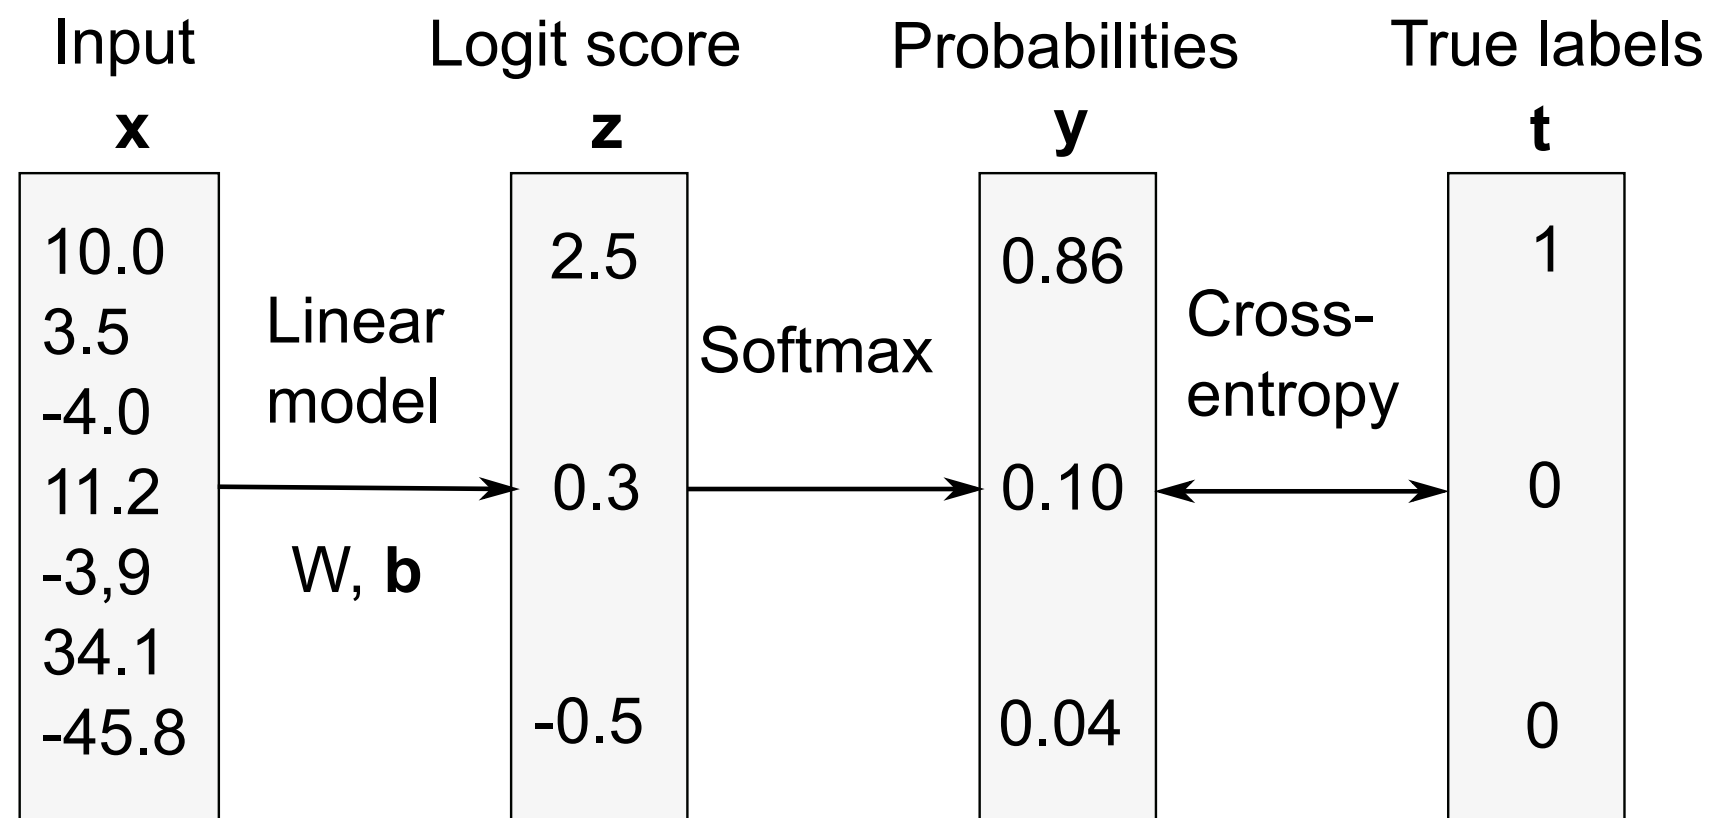 Input
x
10.0
3.5
-4.0
11.2
-3,9
34.1
-45.8
Linear
model
W, b
Logit score
z
2.5
0.3
-0.5
Softmax
Probabilities
y
0.86
0.10
0.04
Cross-
entropy
True labels
t
1
0
0